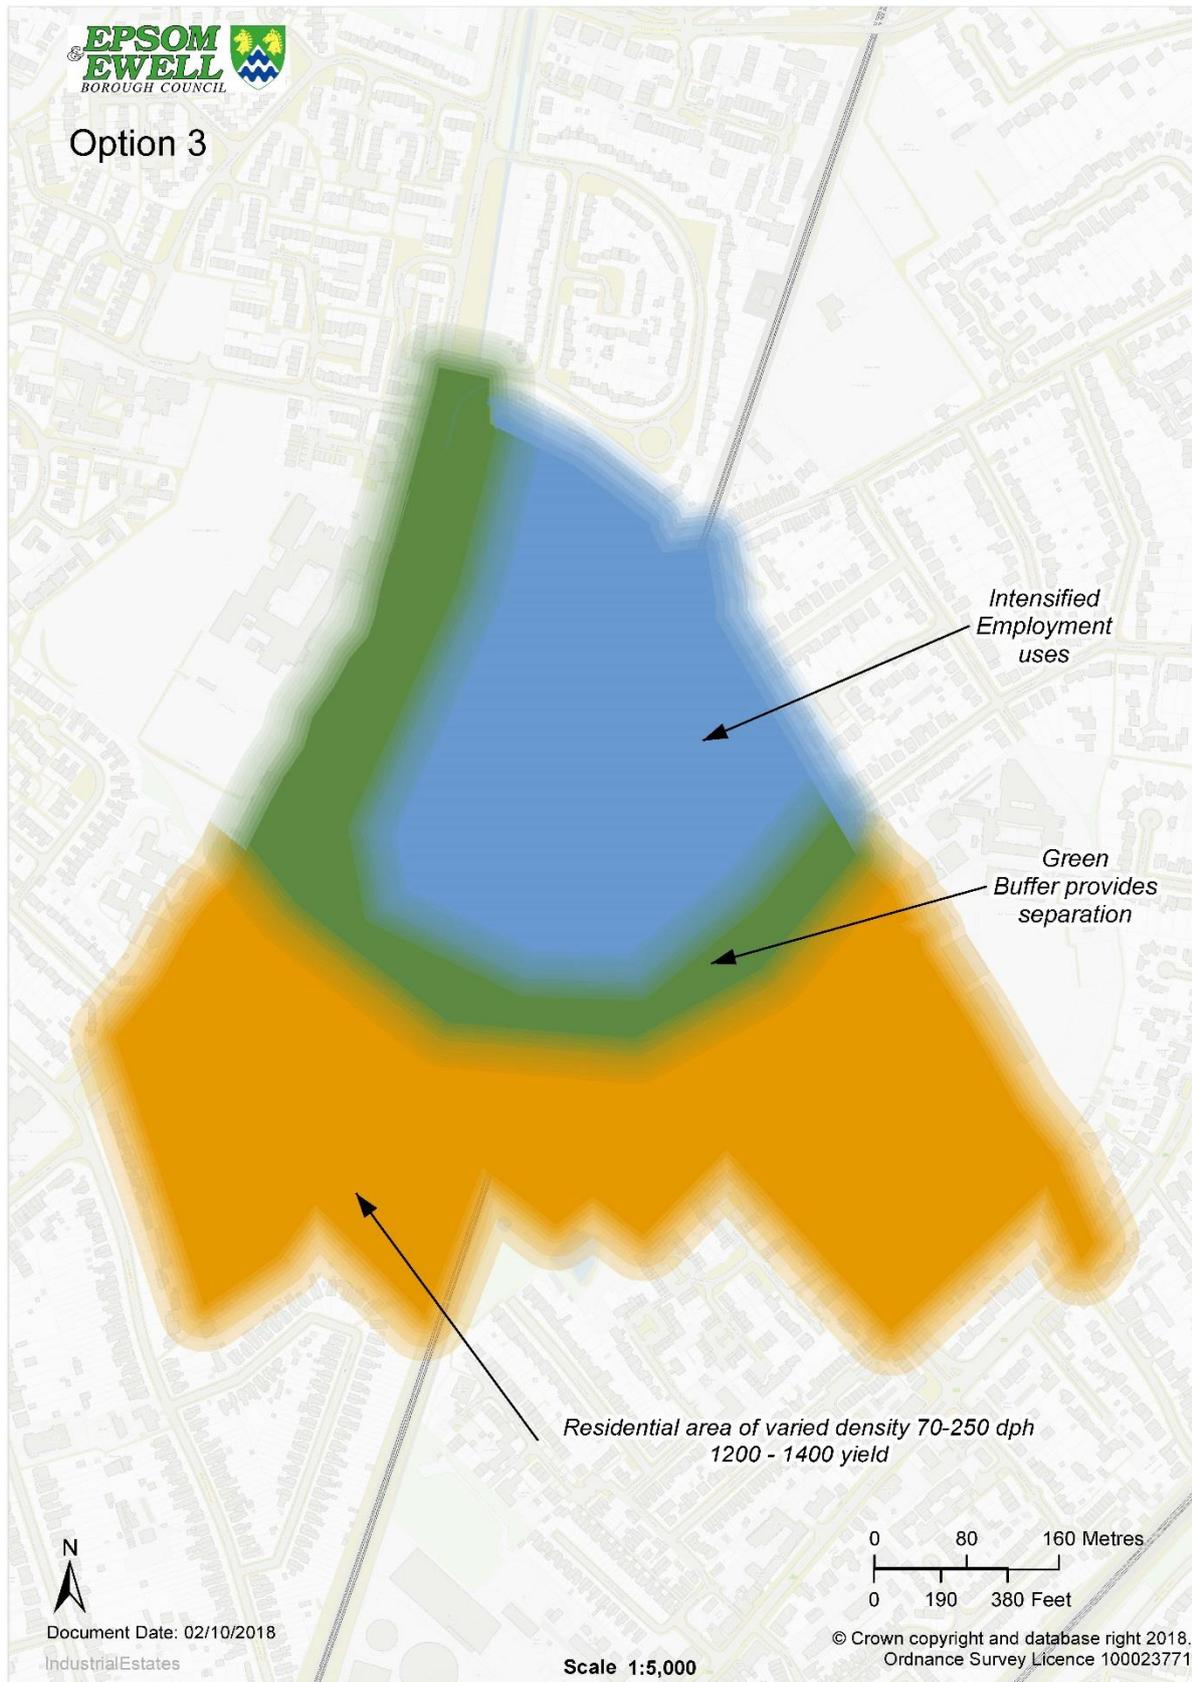 EPSOM
& EWELL
BOROUGH COUNCIL
Option 3
Intensified
Employment
uses
Green
Buffer provides
separation
Residential area of varied density 70-250 dph
1200 - 1400 yield
N
0 80 160 Metres
0 190 380 Feet
Document Date: 02/10/2018
IndustrialEstates
Scale 1:5,000
© Crown copyright and database right 2018.
Ordnance Survey Licence 100023771